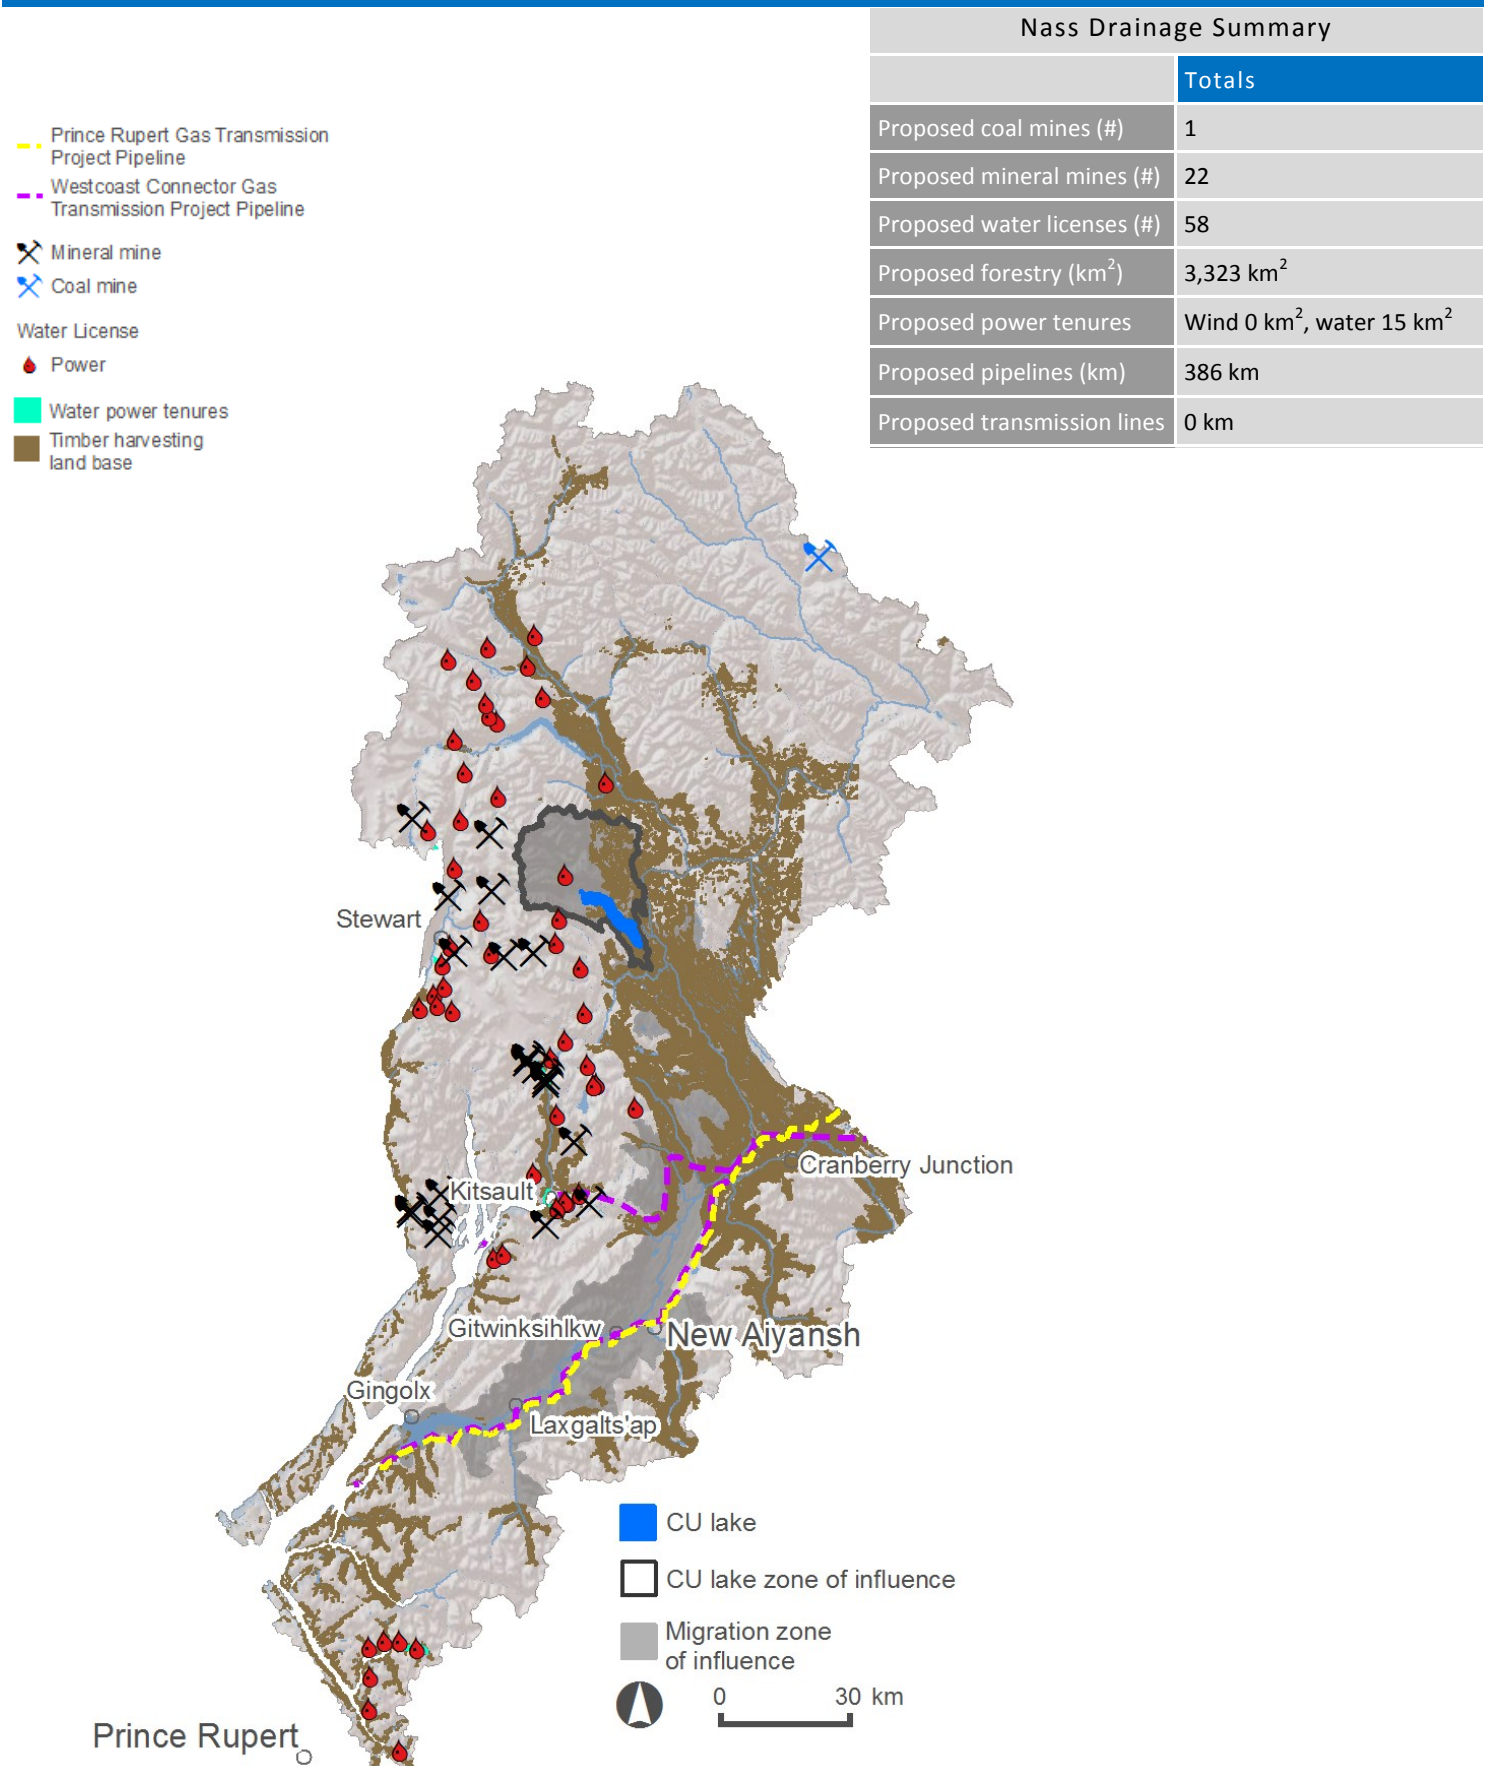 Nass Drainage Summary
Totals
Proposed coal mines (#) 1
Proposed mineral mines (#) 22
Proposed water licenses (#) 58
Proposed forestry (km²) 3,323 km²
Proposed power tenures Wind 0 km², water 15 km²
Proposed pipelines (km) 386 km
Proposed transmission lines 0 km
Prince Rupert Gas Transmission
Project Pipeline
Westcoast Connector Gas
Transmission Project Pipeline
Mineral mine
Coal mine
Water License
Power
Water power tenures
Timber harvesting
land base
Stewart
Cranberry Junction
Kitsault
Gitwinksihlkw
New Aiyansh
Gingolx
Laxgalts'ap
CU lake
CU lake zone of influence
Migration zone
of influence
0 30 km
Prince Rupert